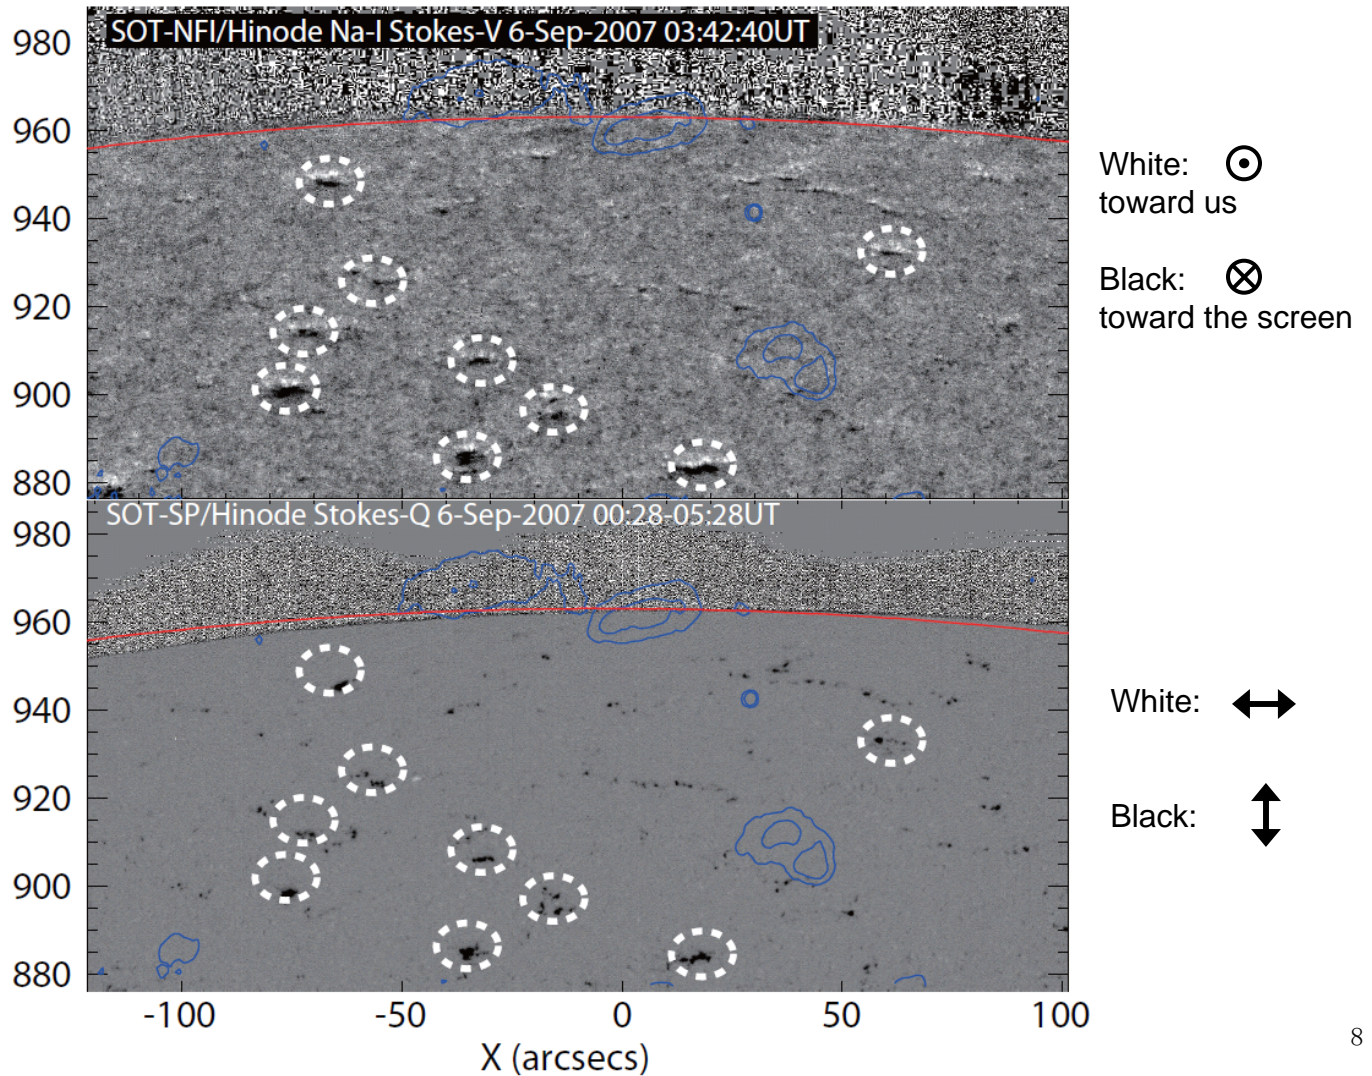 980
SOT-NFI/Hinode Na-I Stokes-V 6-Sep-2007 03:42:40UT
960
940
920
900
880
White:
toward us
Black:
toward the screen
SOT-SP/Hinode Stokes-Q 6-Sep-2007 00:28-05:28UT
980
960
940
920
900
880
White:
Black:
-100 -50 0 50 100
X (arcsecs)
8